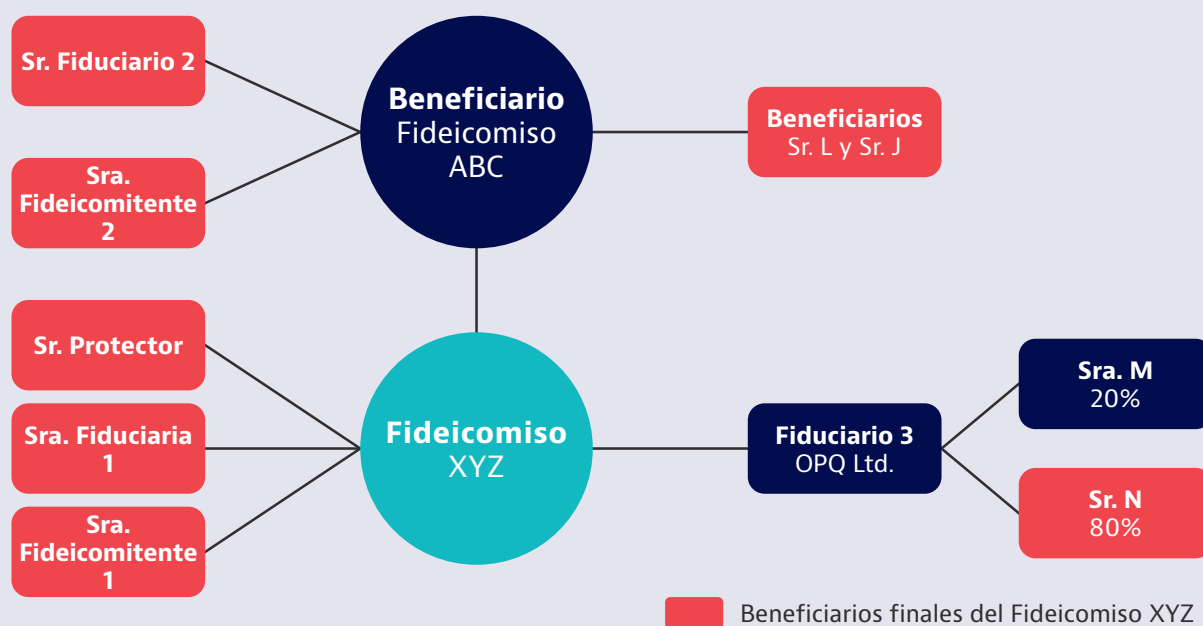 Sr. Fiduciario 2
Sra.
Fideicomitente
2
Beneficiario
Fideicomiso
ABC
Beneficiarios
Sr. L y Sr. J
Sr. Protector
Sra. Fiduciaria
1
Sra.
Fideicomitente
1
Fideicomiso
XYZ
Fiduciario 3
OPQ Ltd.
Sra. M
20%
Sr. N
80%
Beneficiarios finales del Fideicomiso XYZ